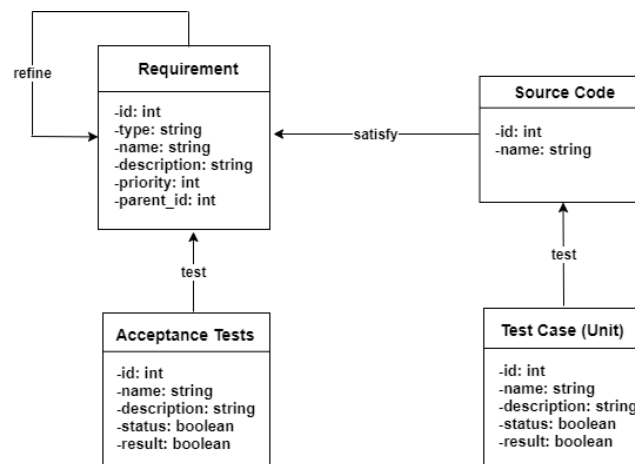 refine
Requirement
-id: int
-type: string
-name: string
-description: string
-priority: int
-parent_id: int
satisfy
Source Code
-id: int
-name: string
test
test
Acceptance Tests
-id: int
-name: string
-description: string
-status: boolean
-result: boolean
Test Case (Unit)
-id: int
-name: string
-description: string
-status: boolean
-result: boolean